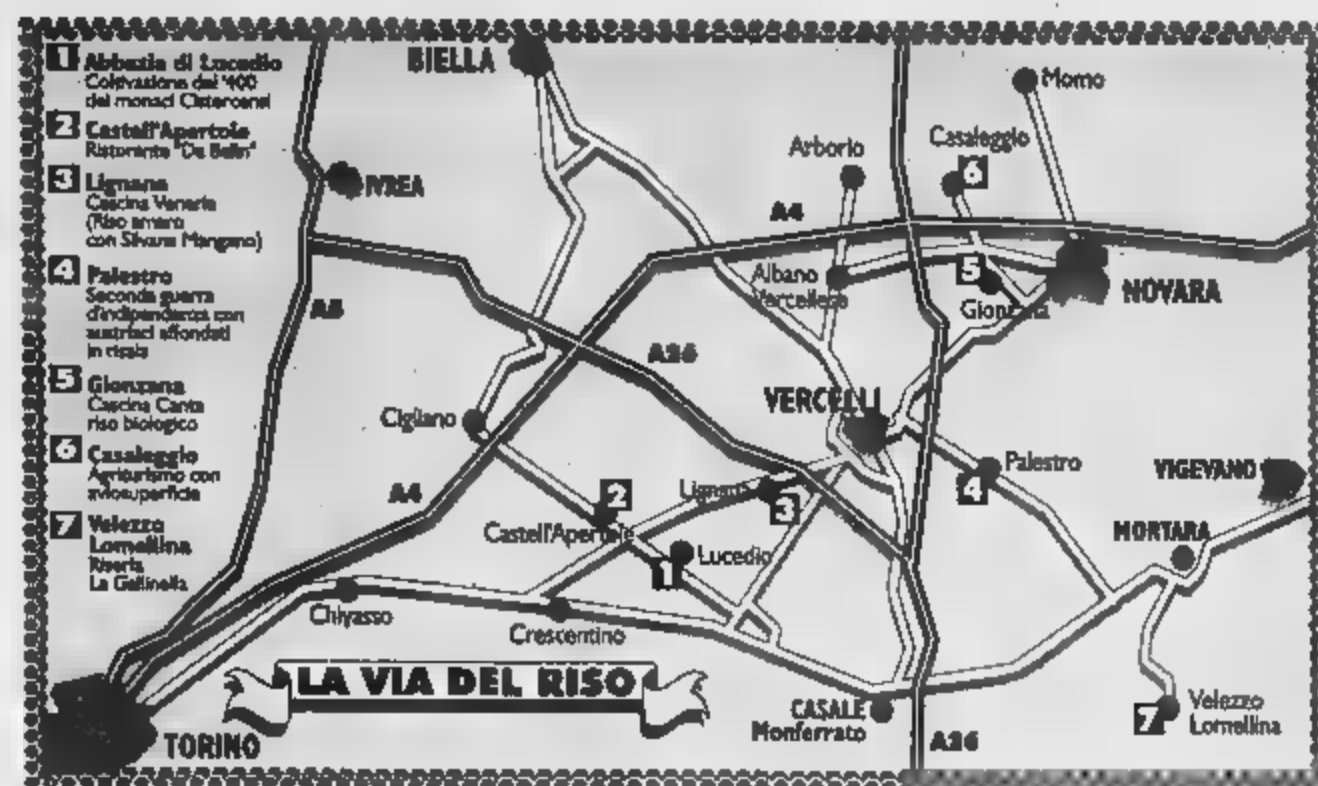 1 Abbazia di Lucedio
Coltivazione del '400
dei monaci Cistercensi
2 Castell'Apertole
Ristorante "Da Balin"
3 Lignana
Cascina Veneria
(Riso amaro
con Silvana Mangano)
4 Palestro
Seconda guerra
d'indipendenza con
austriaci affondati
in risaia
5 Gionzana
Cascina Canta
riso biologico
6 Casaleggio
Agriturismo con
aviosuperficie
7 Velezzo
Lomellina
Riseria
La Gallinella
BIELLA
Momo
Arborio
Casaleggio
6
IVREA
A4
Albano
Vercellese
5
Gionzana
NOVARA
A5
A26
VERCELLI
Cigliano
Palestro
4
VIGEVANO
A4
2
Lignana
3
Castell'Apertole
MORTARA
Lucedio
1
Chivasso
Crescentino
LA VIA DEL RISO
CASALE
Monferrato
7
Velezzo
Lomellina
TORINO
A26